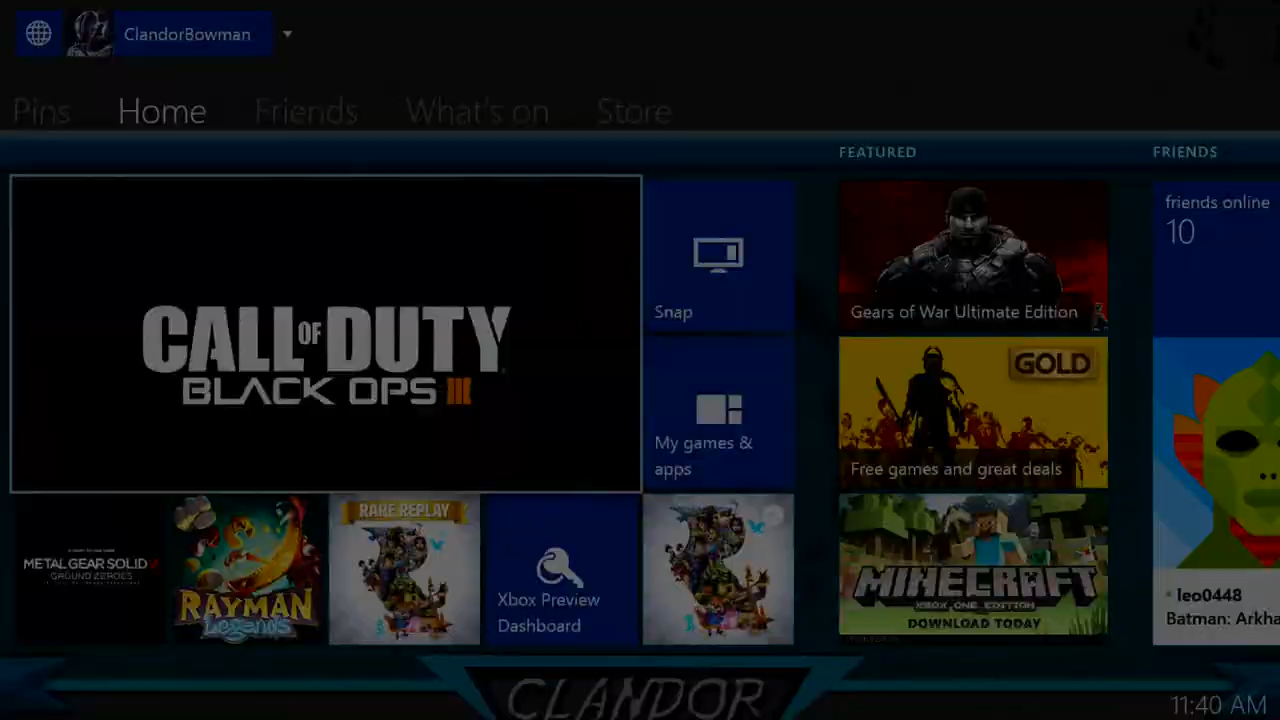 ClandorBowman
Pins Home Friends What's on Store
FEATURED
FRIENDS
CALL OF DUTY
BLACK OPS III
Snap
My games &
apps
Gears of War Ultimate Edition
GOLD
Free games and great deals
friends online
10
METAL GEAR SOLID V
GROUND ZEROES
RAYMAN
Legends
RARE REPLAY
Xbox Preview
Dashboard
MINECRAFT
XBOX ONE EDITION
DOWNLOAD TODAY
leo0448
Batman: Arkha
CLANDOR
11:40 AM